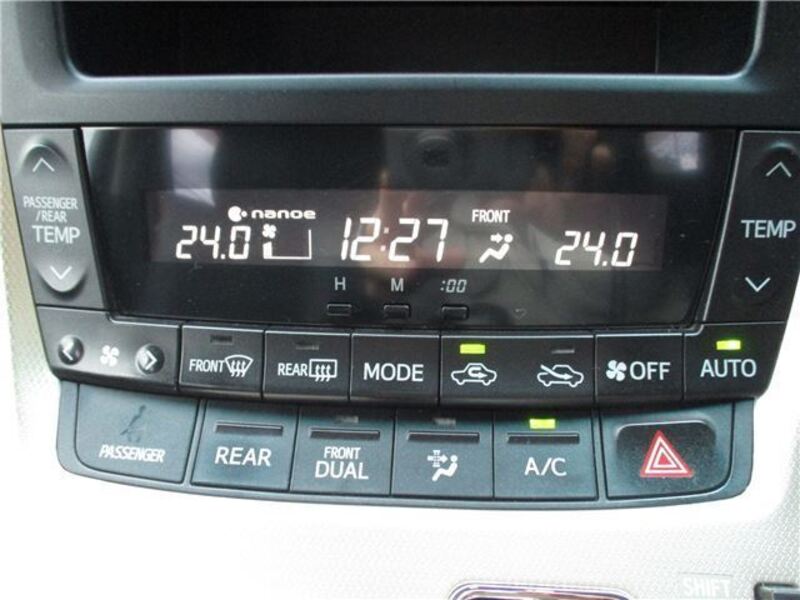 nanoe
FRONT
24.0 12:27 24.0
PASSENGER
/REAR
TEMP
TEMP
H M :00
FRONT REAR MODE OFF AUTO
PASSENGER REAR FRONT
DUAL A/C
SHIFT